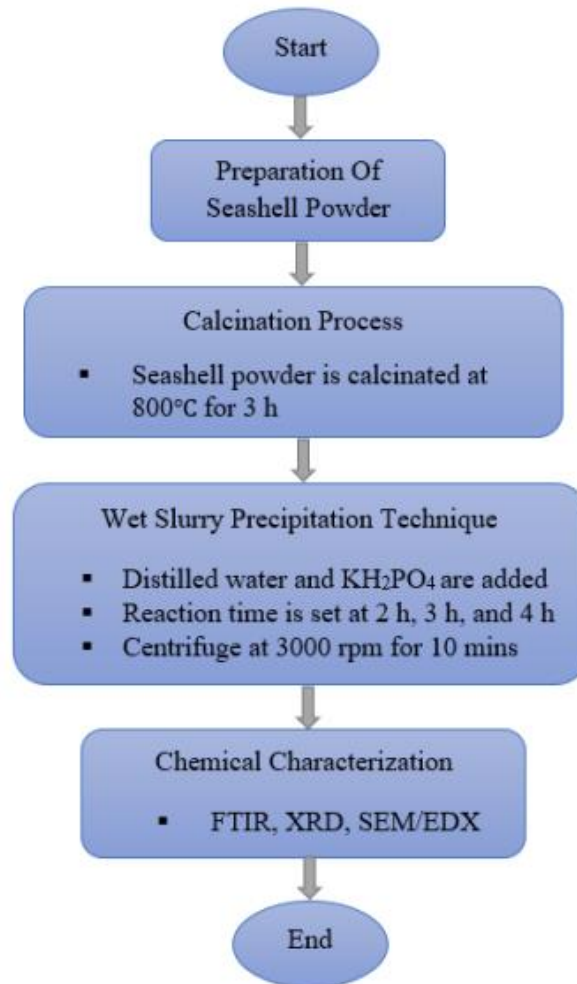 Start
Preparation Of
Seashell Powder
Calcination Process
▪ Seashell powder is calcinated at
800℃ for 3 h
Wet Slurry Precipitation Technique
▪ Distilled water and KH₂PO₄ are added
▪ Reaction time is set at 2 h, 3 h, and 4 h
▪ Centrifuge at 3000 rpm for 10 mins
Chemical Characterization
▪ FTIR, XRD, SEM/EDX
End